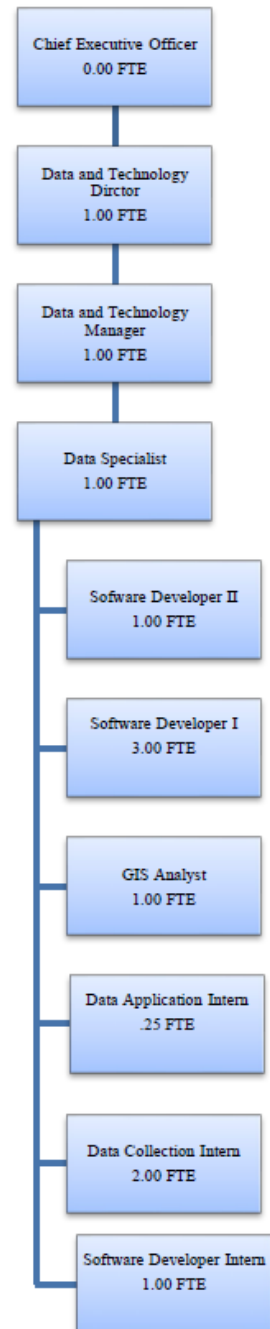 Chief Executive Officer
0.00 FTE
Data and Technology
Dirctor
1.00 FTE
Data and Technology
Manager
1.00 FTE
Data Specialist
1.00 FTE
Sofware Developer II
1.00 FTE
Software Developer I
3.00 FTE
GIS Analyst
1.00 FTE
Data Application Intern
.25 FTE
Data Collection Intern
2.00 FTE
Software Developer Intern
1.00 FTE